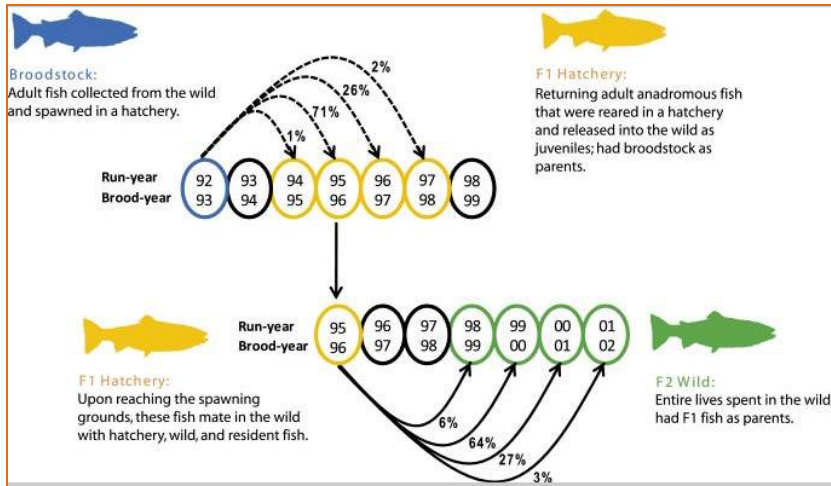 Broodstock:
Adult fish collected from the wild
and spawned in a hatchery.
F1 Hatchery:
Returning adult anadromous fish
that were reared in a hatchery
and released into the wild as
juveniles; had broodstock as
parents.
2%
26%
71%
1%
Run-year 92 93 94 95 96 97 98
Brood-year 93 94 95 96 97 98 99
Run-year 95 96 97 98 99 00 01
Brood-year 96 97 98 99 00 01 02
F1 Hatchery:
Upon reaching the spawning
grounds, these fish mate in the wild
with hatchery, wild, and resident fish.
F2 Wild:
Entire lives spent in the wild
had F1 fish as parents.
6%
64%
27%
3%